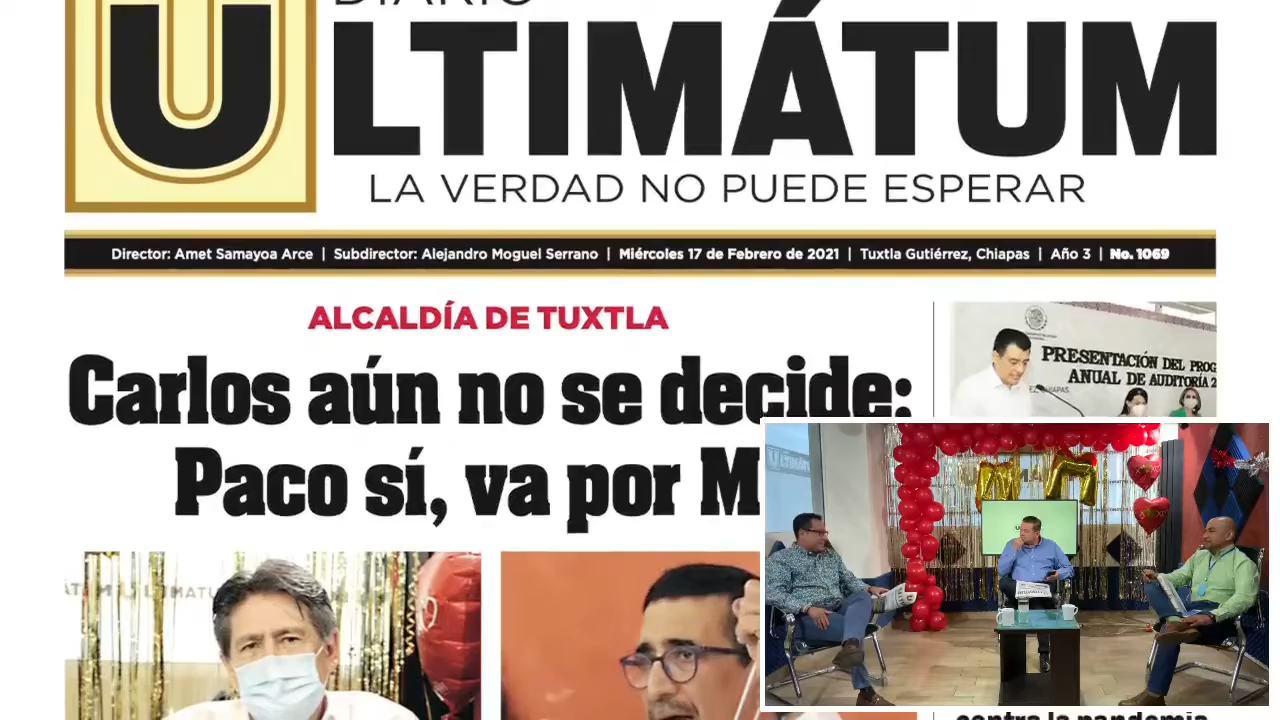 DIARIO
U
ULTIMÁTUM
LA VERDAD NO PUEDE ESPERAR
Director: Amet Samayoa Arce | Subdirector: Alejandro Moguel Serrano | Miércoles 17 de Febrero de 2021 | Tuxtla Gutiérrez, Chiapas | Año 3 | No. 1069
ALCALDÍA DE TUXTLA
Carlos aún no se decide:
Paco sí, va por M
PRESENTACIÓN DEL PROG
ANUAL DE AUDITORÍA 2
contra la pandemia